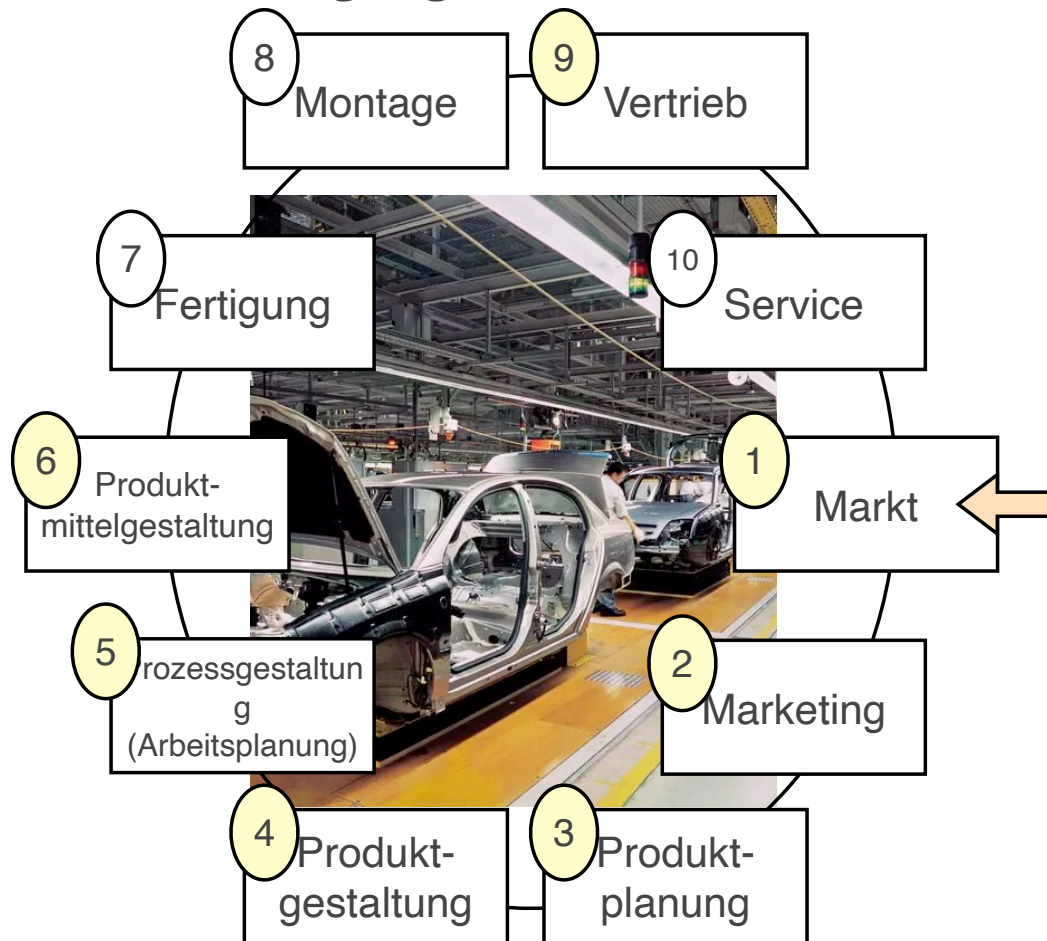 8
Montage
9
Vertrieb
7
Fertigung
10
Service
6
Produkt-
mittelgestaltung
1
Markt
5
rozessgestaltun
g
(Arbeitsplanung)
2
Marketing
4
Produkt-
gestaltung
3
Produkt-
planung